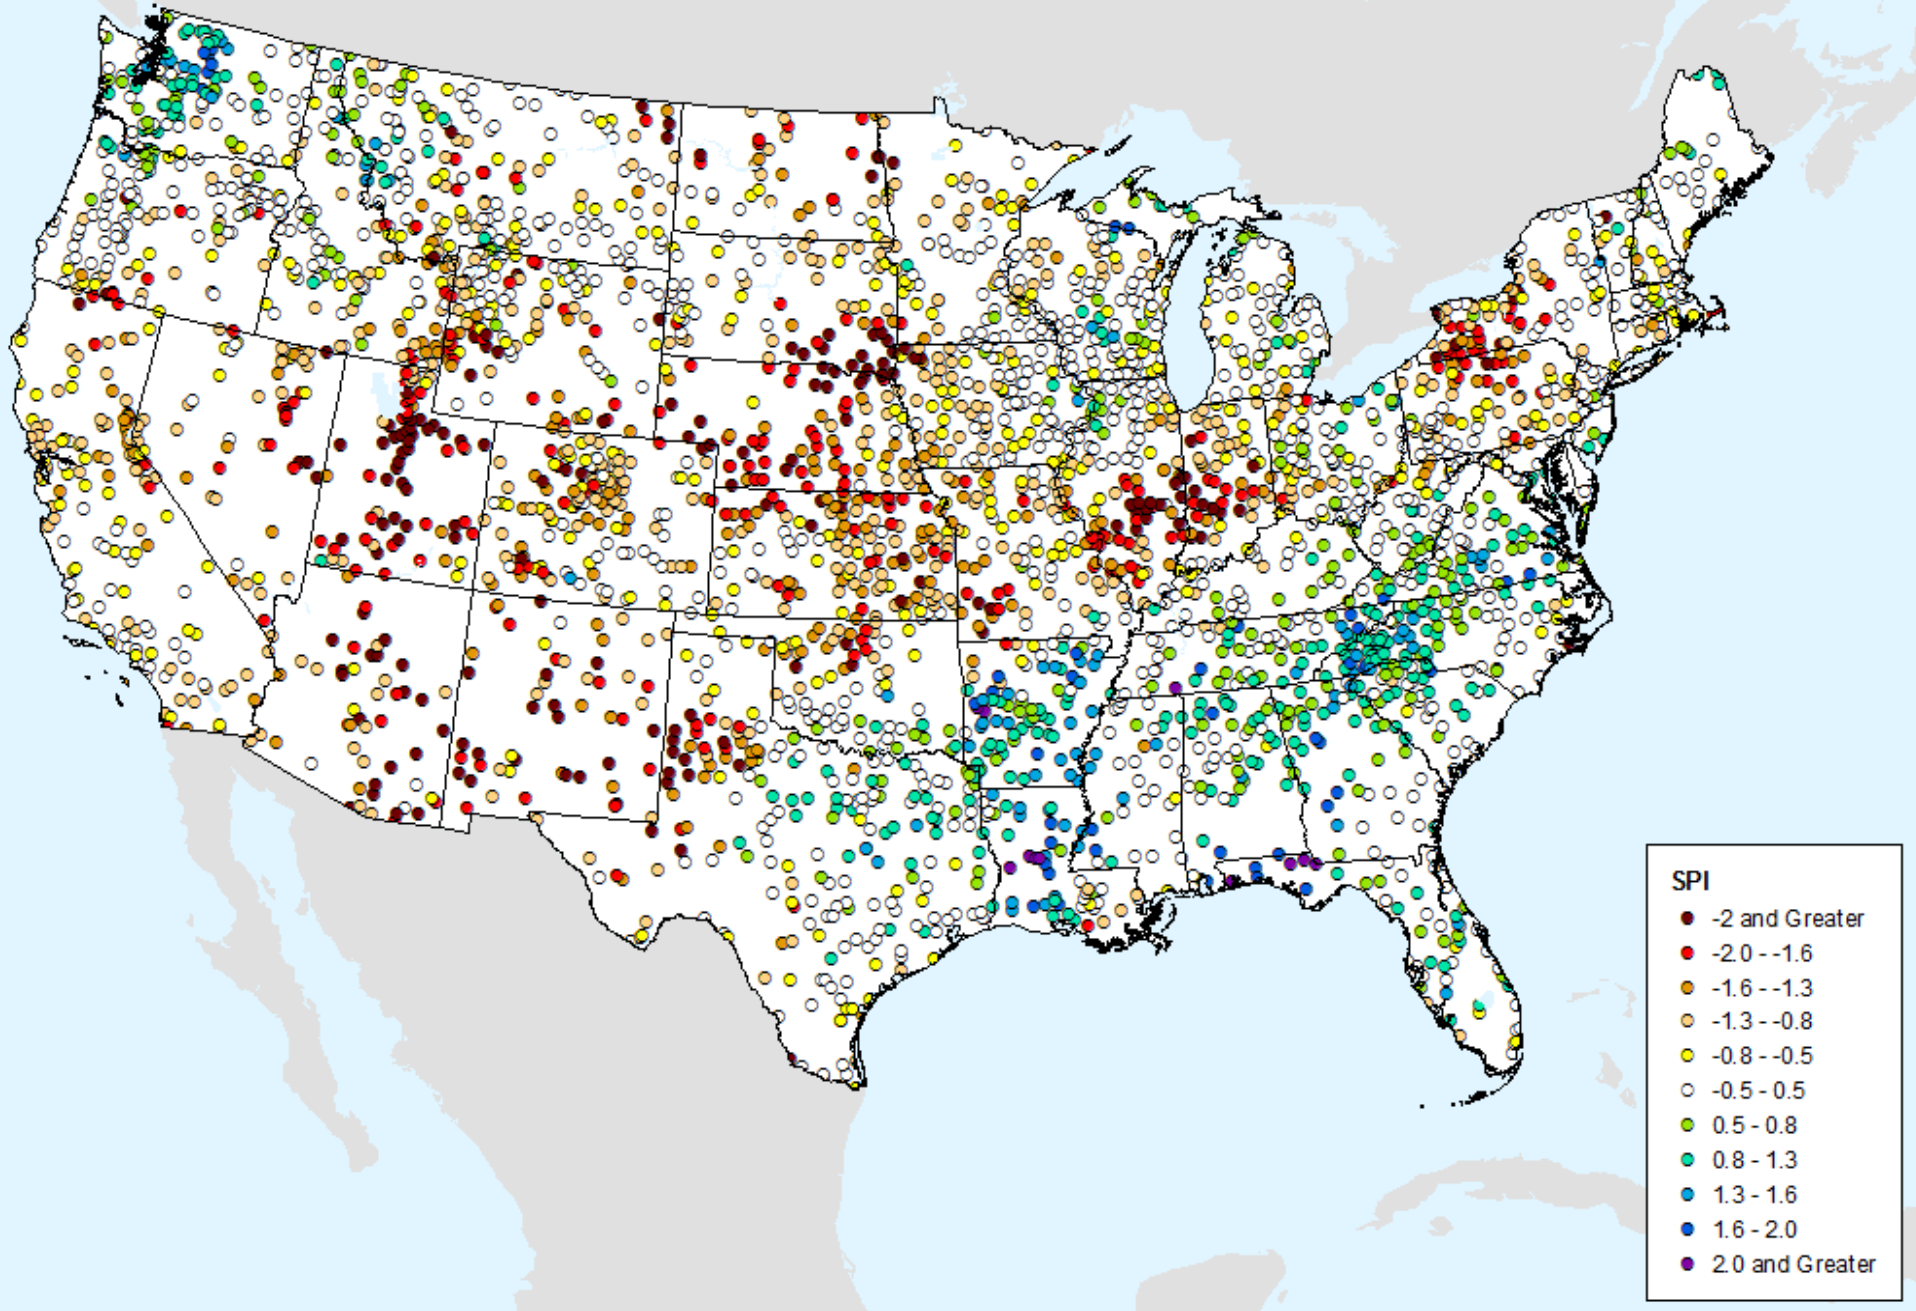 SPI
-2 and Greater
-2.0 - -1.6
-1.6 - -1.3
-1.3 - -0.8
-0.8 - -0.5
-0.5 - 0.5
0.5 - 0.8
0.8 - 1.3
1.3 - 1.6
1.6 - 2.0
2.0 and Greater